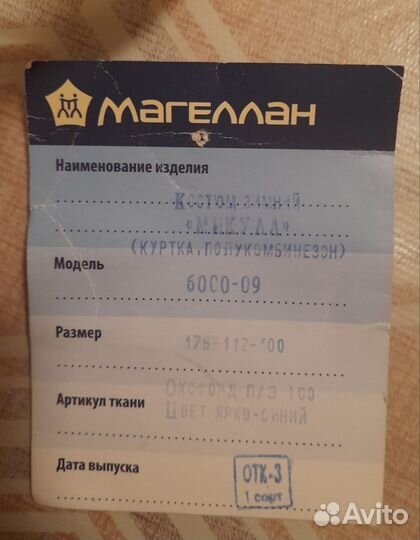 МАГЕЛЛАН
Наименование изделия
КОСТЮМ ЗИМНИЙ
«МИКУЛА»
(КУРТКА, ПОЛУКОМБИНЕЗОН)
Модель
6000-09
Размер
176-112-100
ОКСФОРД П/Э 100
Артикул ткани
ЦВЕТ ЯРКО-СИНИЙ
Дата выпуска
ОТК-3
1 сорт
Avito